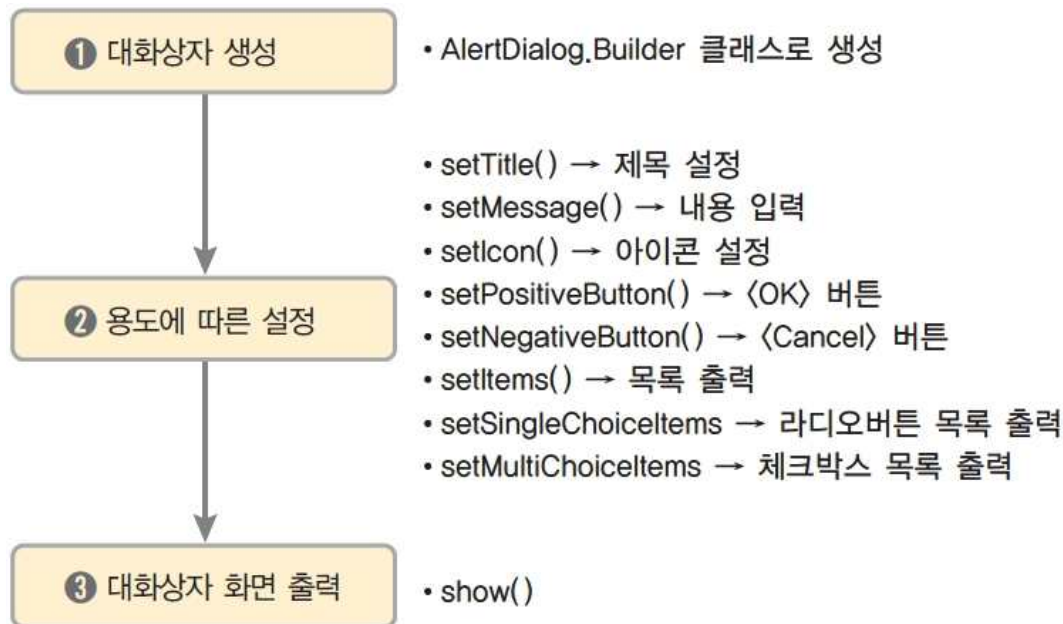 ❶ 대화상자 생성
• AlertDialog.Builder 클래스로 생성
• setTitle( ) → 제목 설정
• setMessage( ) → 내용 입력
• setIcon( ) → 아이콘 설정
• setPositiveButton( ) → 〈OK〉 버튼
❷ 용도에 따른 설정
• setNegativeButton( ) → 〈Cancel〉 버튼
• setItems( ) → 목록 출력
• setSingleChoiceItems → 라디오버튼 목록 출력
• setMultiChoiceItems → 체크박스 목록 출력
❸ 대화상자 화면 출력
• show()